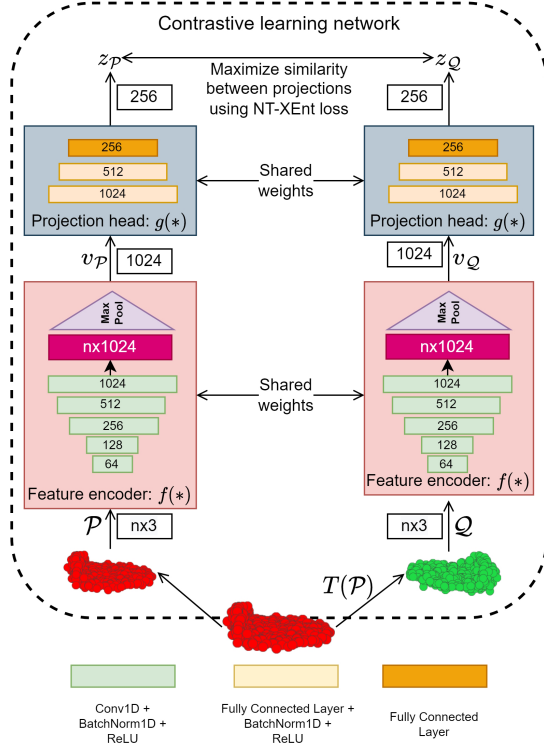 Contrastive learning network
z_𝒫
z_𝒬
Maximize similarity
between projections
using NT-XEnt loss
256
256
256
512
1024
Projection head: g(*)
Shared
weights
256
512
1024
Projection head: g(*)
v_𝒫
1024
1024
v_𝒬
Max
Pool
nx1024
1024
512
256
128
64
Feature encoder: f(*)
Shared
weights
Max
Pool
nx1024
1024
512
256
128
64
Feature encoder: f(*)
𝒫
nx3
nx3
𝒬
T(𝒫)
Conv1D +
BatchNorm1D +
ReLU
Fully Connected Layer +
BatchNorm1D +
ReLU
Fully Connected
Layer